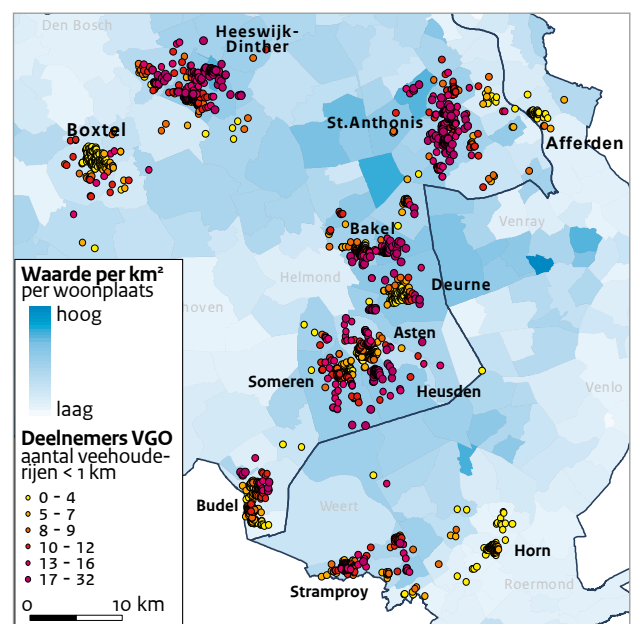 Den Bosch
Heeswijk-
Dinther
Boxtel
St.Anthonis
Afferden
Venray
Bakel
Helmond
Deurne
hoven
Asten
Someren
Heusden
Venlo
Budel
Weert
Horn
Stramproy
Roermond
Waarde per km²
per woonplaats
hoog
laag
Deelnemers VGO
aantal veehoude-
rijen < 1 km
0 - 4
5 - 7
8 - 9
10 - 12
13 - 16
17 - 32
0 10 km